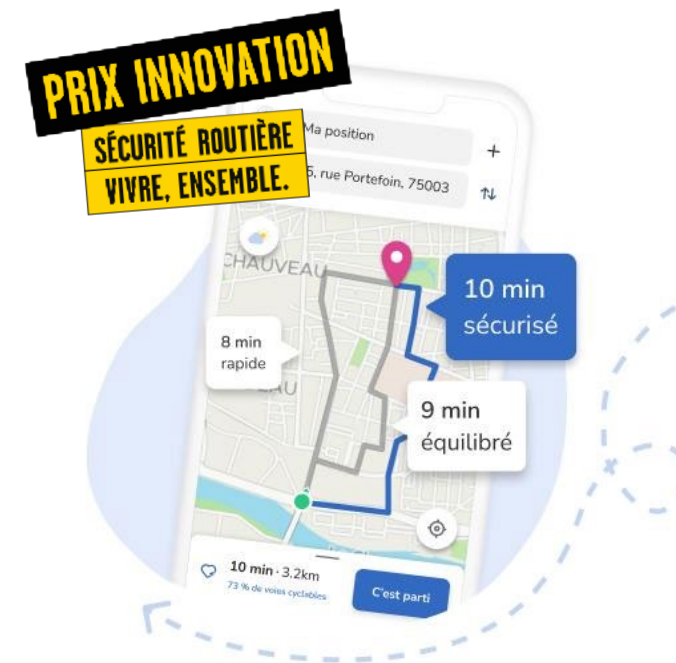 PRIX INNOVATION
SÉCURITÉ ROUTIÈRE
VIVRE, ENSEMBLE.
Ma position
5, rue Portefoin, 75003
CHAUVEAU
10 min
sécurisé
8 min
rapide
9 min
équilibré
10 min · 3.2km
73 % de voies cyclables
C'est parti